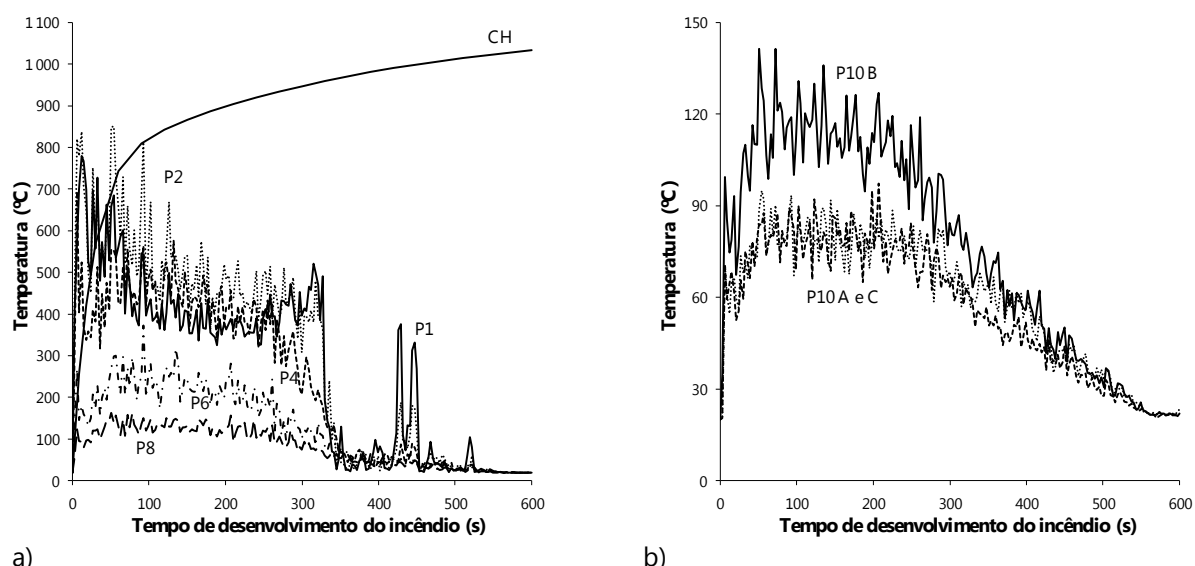 1 100
1 000
900
800
700
600
500
400
300
200
100
0
Temperatura (ºC)
CH
P2
P1
P4
P6
P8
0 100 200 300 400 500 600
Tempo de desenvolvimento do incêndio (s)
a)
150
120
90
60
30
0
Temperatura (ºC)
P10 B
P10 A e C
0 100 200 300 400 500 600
Tempo de desenvolvimento do incêndio (s)
b)